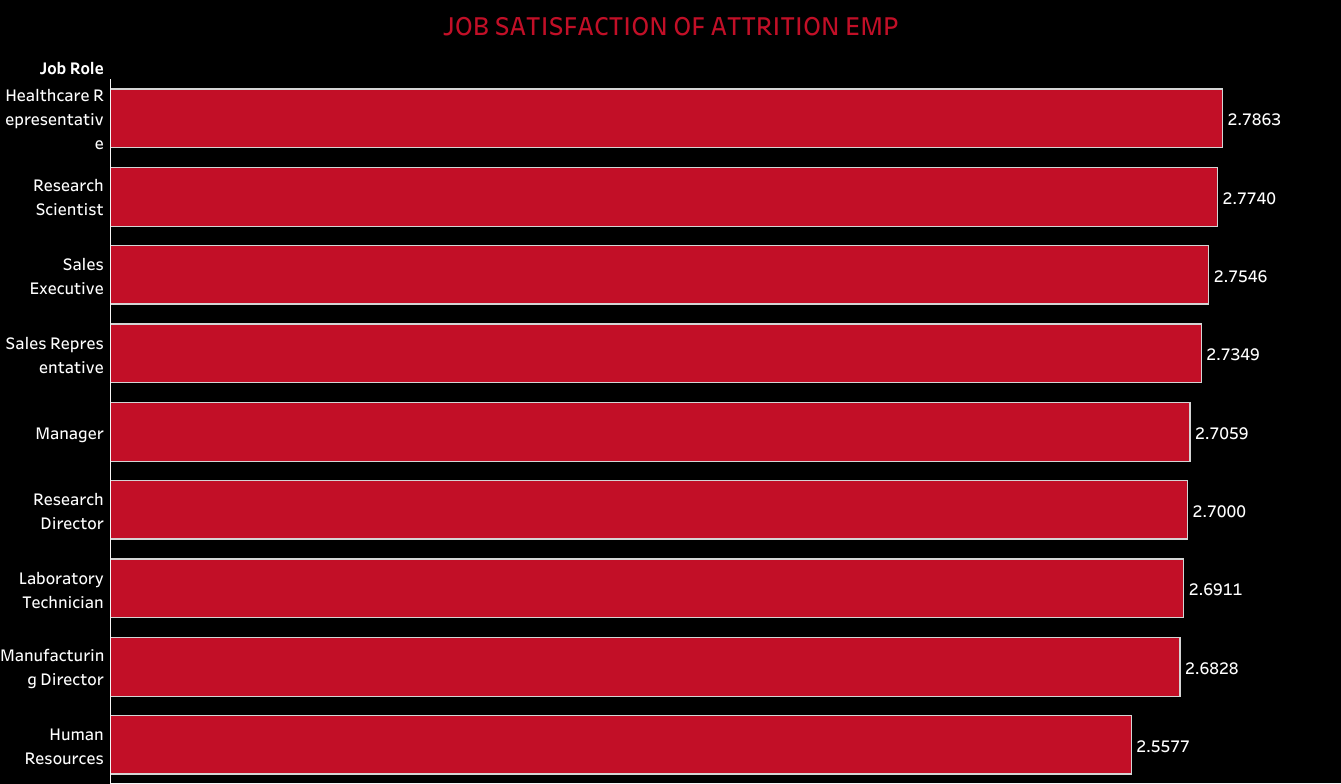 JOB SATISFACTION OF ATTRITION EMP
Job Role
Healthcare R
epresentativ
e
2.7863
Research
Scientist
2.7740
Sales
Executive
2.7546
Sales Repres
entative
2.7349
Manager
2.7059
Research
Director
2.7000
Laboratory
Technician
2.6911
Manufacturin
g Director
2.6828
Human
Resources
2.5577